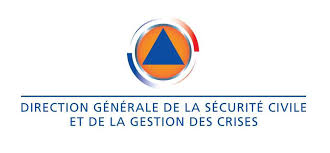 DIRECTION GÉNÉRALE DE LA SÉCURITÉ CIVILE
ET DE LA GESTION DES CRISES